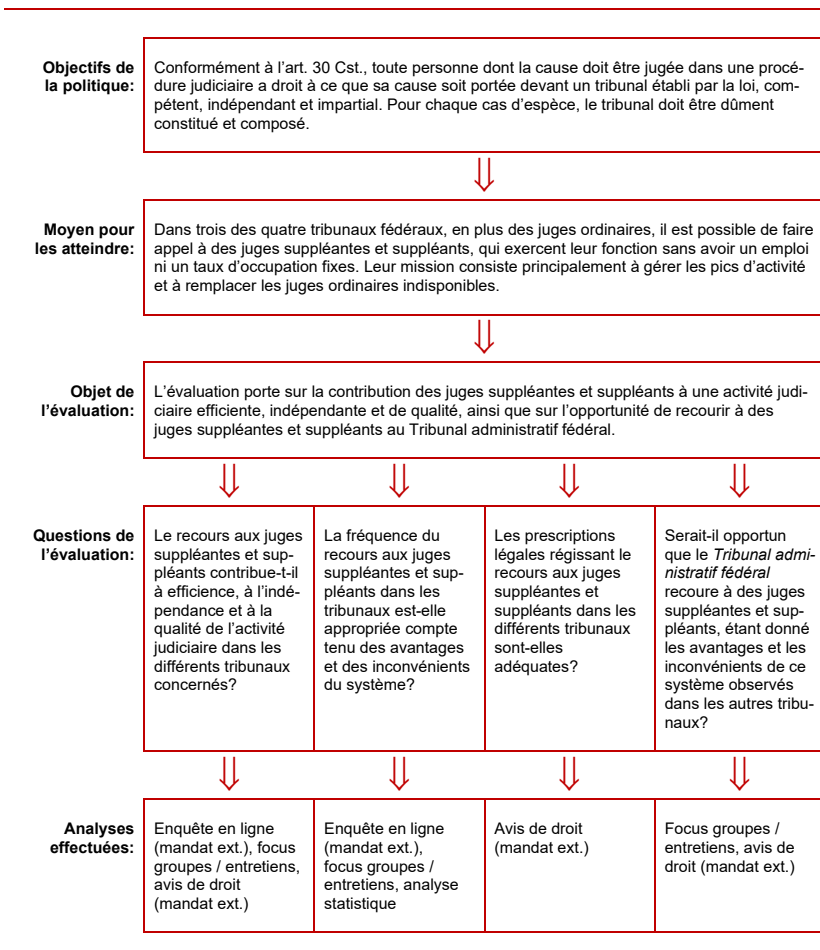 Objectifs de
la politique:
Conformément à l'art. 30 Cst., toute personne dont la cause doit être jugée dans une procé-
dure judiciaire a droit à ce que sa cause soit portée devant un tribunal établi par la loi, com-
pétent, indépendant et impartial. Pour chaque cas d'espèce, le tribunal doit être dûment
constitué et composé.
Moyen pour
les atteindre:
Dans trois des quatre tribunaux fédéraux, en plus des juges ordinaires, il est possible de faire
appel à des juges suppléantes et suppléants, qui exercent leur fonction sans avoir un emploi
ni un taux d'occupation fixes. Leur mission consiste principalement à gérer les pics d'activité
et à remplacer les juges ordinaires indisponibles.
Objet de
l'évaluation:
L'évaluation porte sur la contribution des juges suppléantes et suppléants à une activité judi-
ciaire efficiente, indépendante et de qualité, ainsi que sur l'opportunité de recourir à des
juges suppléantes et suppléants au Tribunal administratif fédéral.
Questions de
l'évaluation:
Le recours aux juges
suppléantes et sup-
pléants contribue-t-il
à efficience, à l'indé-
pendance et à la
qualité de l'activité
judiciaire dans les
différents tribunaux
concernés?
La fréquence du
recours aux juges
suppléantes et sup-
pléants dans les
tribunaux est-elle
appropriée compte
tenu des avantages
et des inconvénients
du système?
Les prescriptions
légales régissant le
recours aux juges
suppléantes et
suppléants dans les
différents tribunaux
sont-elles
adéquates?
Serait-il opportun
que le Tribunal admi-
nistratif fédéral
recoure à des juges
suppléantes et sup-
pléants, étant donné
les avantages et les
inconvénients de ce
système observés
dans les autres tribu-
naux?
Analyses
effectuées:
Enquête en ligne
(mandat ext.), focus
groupes / entretiens,
avis de droit
(mandat ext.)
Enquête en ligne
(mandat ext.),
focus groupes /
entretiens, analyse
statistique
Avis de droit
(mandat ext.)
Focus groupes /
entretiens, avis de
droit (mandat ext.)